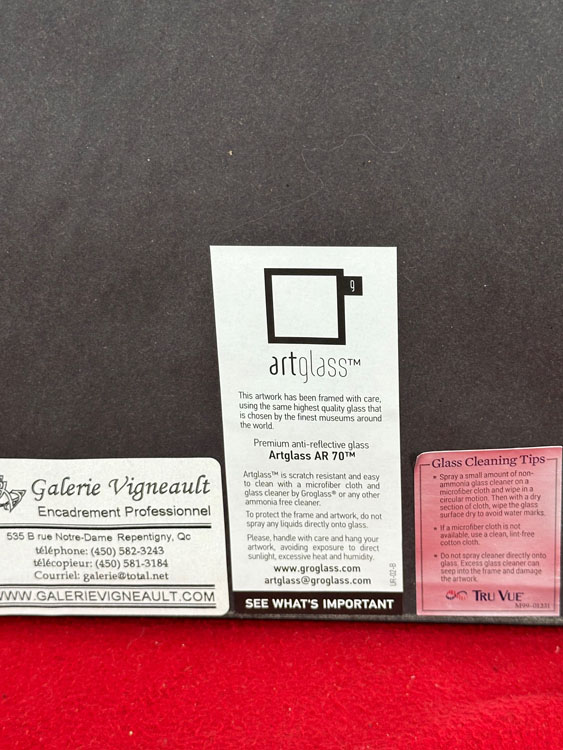 g
artglass™
This artwork has been framed with care,
using the same highest quality glass that
is chosen by the finest museums around
the world.
Premium anti-reflective glass
Artglass AR 70™
Artglass™ is scratch resistant and easy
to clean with a microfiber cloth and
glass cleaner by Groglass® or any other
ammonia free cleaner.
To protect the frame and artwork, do not
spray any liquids directly onto glass.
Please, handle with care and hang your
artwork, avoiding exposure to direct
sunlight, excessive heat and humidity.
www.groglass.com
artglass@groglass.com
UR-02-B
SEE WHAT'S IMPORTANT
Galerie Vigneault
Encadrement Professionnel
535 B rue Notre-Dame Repentigny, Qc
téléphone: (450) 582-3243
télécopieur: (450) 581-3184
Courriel: galerie@total.net
WWW.GALERIEVIGNEAULT.COM
Glass Cleaning Tips
• Spray a small amount of non-
ammonia glass cleaner on a
microfiber cloth and wipe in a
circular motion. Then with a dry
section of cloth, wipe the glass
surface dry to avoid water marks.
• If a microfiber cloth is not
available, use a clean, lint-free
cotton cloth.
• Do not spray cleaner directly onto
glass. Excess glass cleaner can
seep into the frame and damage
the artwork.
TRU VUE
M99-01231